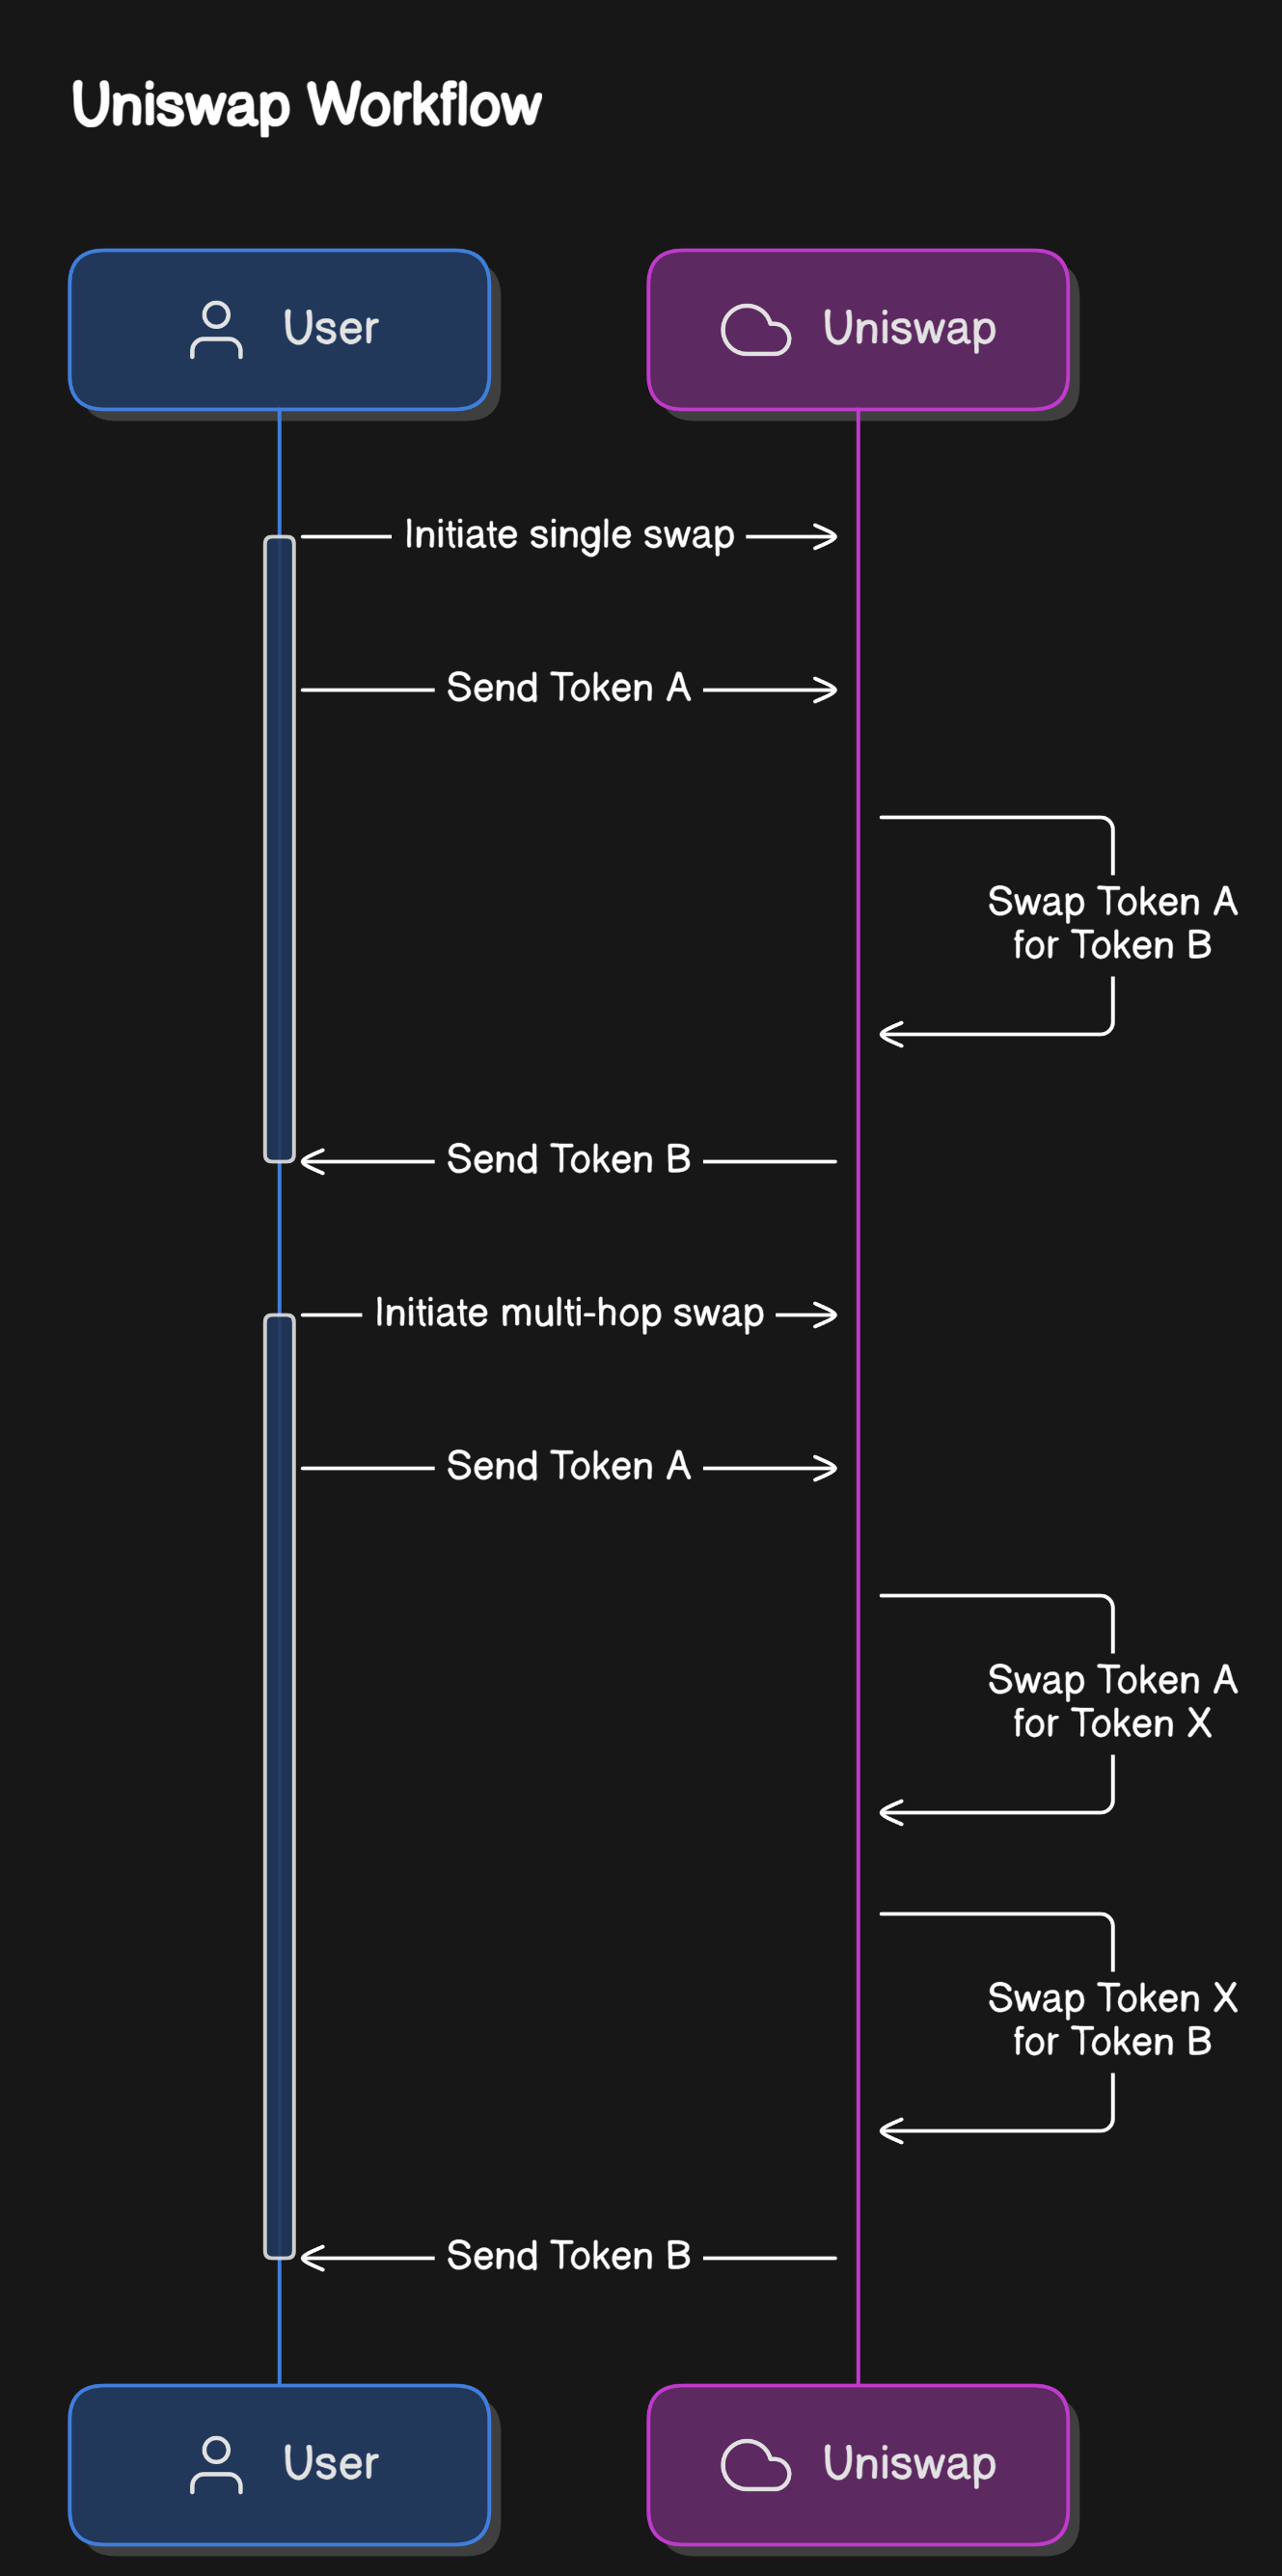 Uniswap Workflow
User
Uniswap
Initiate single swap
Send Token A
Swap Token A
for Token B
Send Token B
Initiate multi-hop swap
Send Token A
Swap Token A
for Token X
Swap Token X
for Token B
Send Token B
User
Uniswap